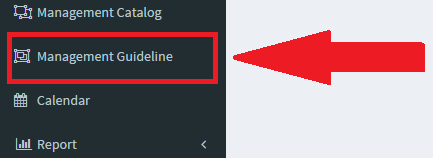 Management Catalog
Management Guideline
Calendar
Report